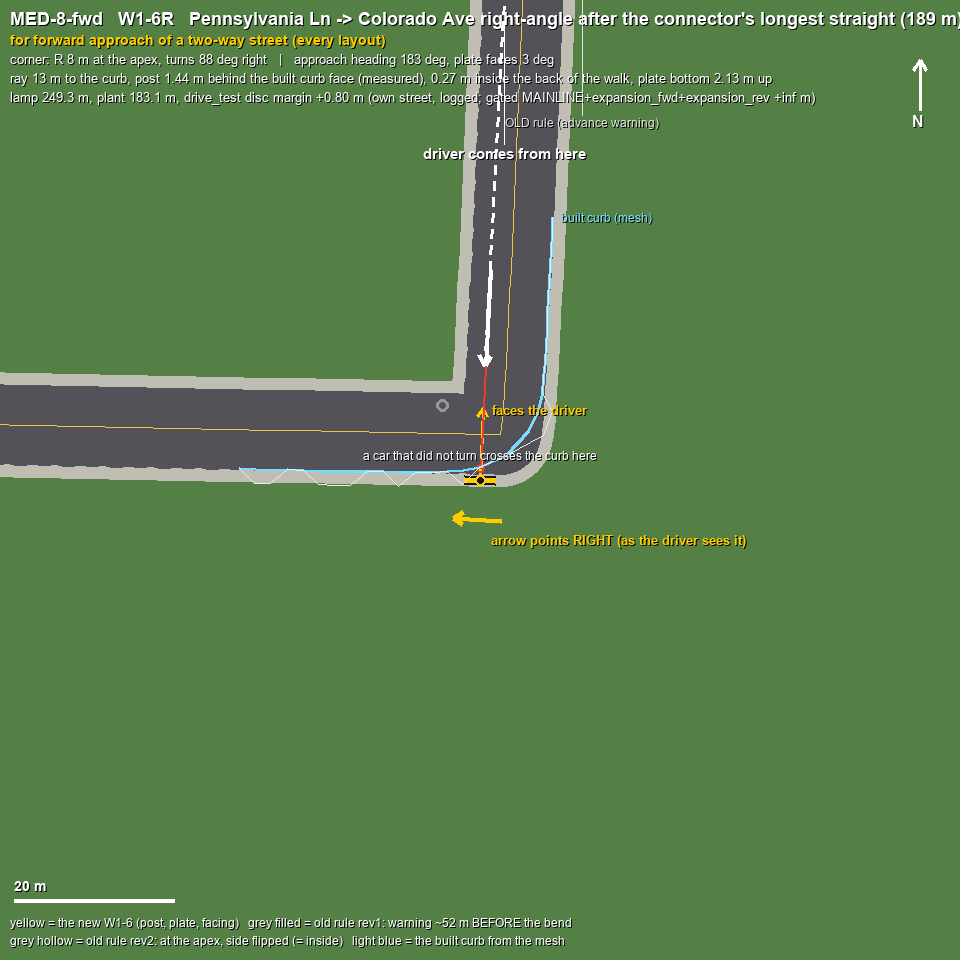 MED-8-fwd W1-6R Pennsylvania Ln -> Colorado Ave right-angle after the connector's longest straight (189 m)
for forward approach of a two-way street (every layout)
corner: R 8 m at the apex, turns 88 deg right | approach heading 183 deg, plate faces 3 deg
ray 13 m to the curb, post 1.44 m behind the built curb face (measured), 0.27 m inside the back of the walk, plate bottom 2.13 m up
lamp 249.3 m, plant 183.1 m, drive_test disc margin +0.80 m (own street, logged; gated MAINLINE+expansion_fwd+expansion_rev +inf m)
N
OLD rule (advance warning)
driver comes from here
built curb (mesh)
faces the driver
a car that did not turn crosses the curb here
arrow points RIGHT (as the driver sees it)
20 m
yellow = the new W1-6 (post, plate, facing) grey filled = old rule rev1: warning ~52 m BEFORE the bend
grey hollow = old rule rev2: at the apex, side flipped (= inside) light blue = the built curb from the mesh